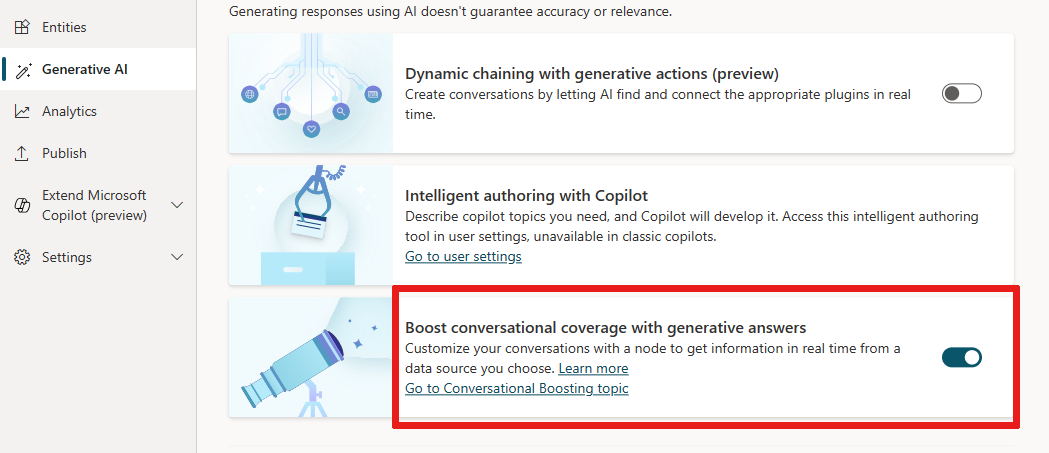 Generating responses using AI doesn't guarantee accuracy or relevance.
Entities
Generative AI
Analytics
Publish
Extend Microsoft
Copilot (preview)
Settings
Dynamic chaining with generative actions (preview)
Create conversations by letting AI find and connect the appropriate plugins in real
time.
Intelligent authoring with Copilot
Describe copilot topics you need, and Copilot will develop it. Access this intelligent authoring
tool in user settings, unavailable in classic copilots.
Go to user settings
Boost conversational coverage with generative answers
Customize your conversations with a node to get information in real time from a
data source you choose. Learn more
Go to Conversational Boosting topic